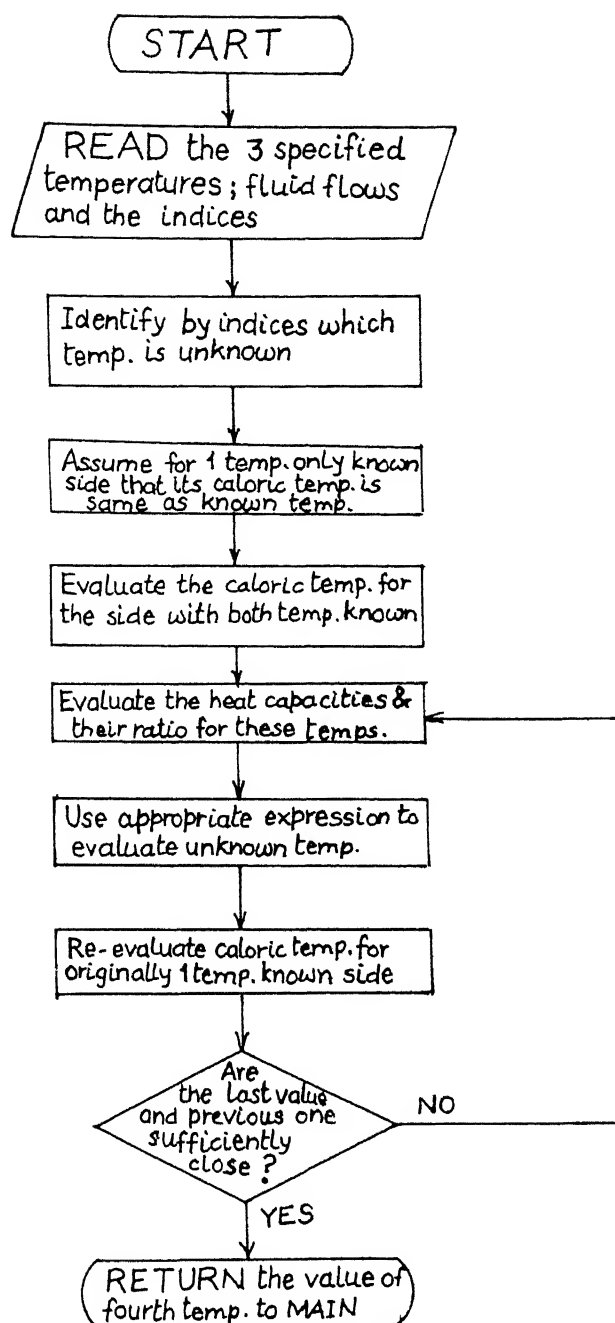 START
READ the 3 specified
temperatures; fluid flows
and the indices
Identify by indices which
temp. is unknown
Assume for 1 temp. only known
side that its caloric temp. is
same as known temp.
Evaluate the caloric temp. for
the side with both temp. known
Evaluate the heat capacities &
their ratio for these temps.
Use appropriate expression to
evaluate unknown temp.
Re-evaluate caloric temp. for
originally 1 temp. known side
Are
the last value
and previous one
sufficiently
close?
NO
YES
RETURN the value of
fourth temp. to MAIN